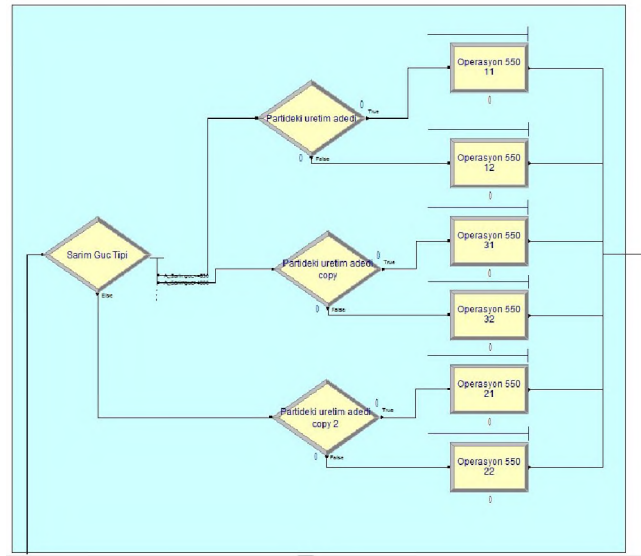 Operasyon 550
11
0
0
True
Partideki uretim adedi
0
False
Operasyon 550
12
0
Sarim Guc Tipi
Else
Operasyon 550
31
0
0
True
Partideki uretim adedi
copy
0
False
Operasyon 550
32
0
Operasyon 550
21
0
0
True
Partideki uretim adedi
copy 2
0
False
Operasyon 550
22
0